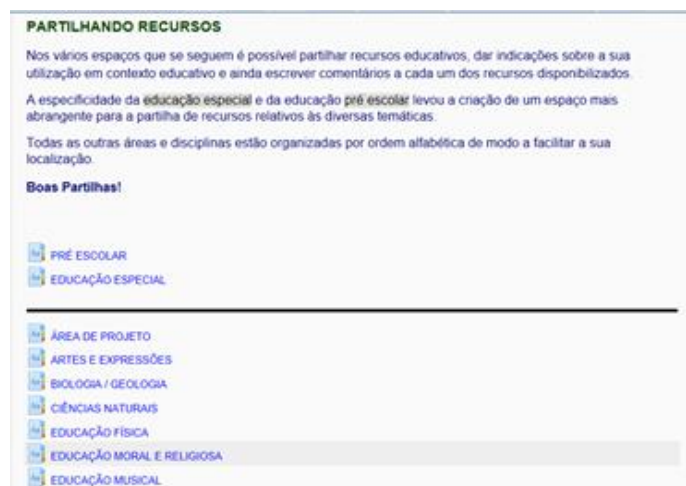 PARTILHANDO RECURSOS
Nos vários espaços que se seguem é possível partilhar recursos educativos, dar indicações sobre a sua
utilização em contexto educativo e ainda escrever comentários a cada um dos recursos disponibilizados.
A especificidade da educação especial e da educação pré escolar levou a criação de um espaço mais
abrangente para a partilha de recursos relativos às diversas temáticas.
Todas as outras áreas e disciplinas estão organizadas por ordem alfabética de modo a facilitar a sua
localização.
Boas Partilhas!
PRÉ ESCOLAR
EDUCAÇÃO ESPECIAL
ÁREA DE PROJETO
ARTES E EXPRESSÕES
BIOLOGIA / GEOLOGIA
CIÊNCIAS NATURAIS
EDUCAÇÃO FÍSICA
EDUCAÇÃO MORAL E RELIGIOSA
EDUCAÇÃO MUSICAL